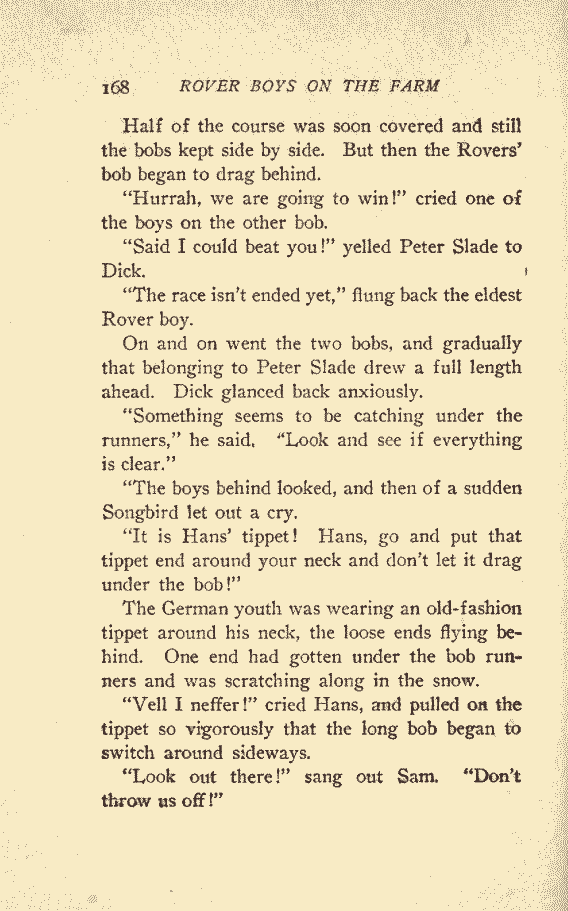 168 ROVER BOYS ON THE FARM
Half of the course was soon covered and still
the bobs kept side by side. But then the Rovers'
bob began to drag behind.
"Hurrah, we are going to win!" cried one of
the boys on the other bob.
"Said I could beat you!" yelled Peter Slade to
Dick.
"The race isn't ended yet," flung back the eldest
Rover boy.
On and on went the two bobs, and gradually
that belonging to Peter Slade drew a full length
ahead. Dick glanced back anxiously.
"Something seems to be catching under the
runners," he said, "Look and see if everything
is clear."
"The boys behind looked, and then of a sudden
Songbird let out a cry.
"It is Hans' tippet! Hans, go and put that
tippet end around your neck and don't let it drag
under the bob!"
The German youth was wearing an old-fashion
tippet around his neck, the loose ends flying be-
hind. One end had gotten under the bob run-
ners and was scratching along in the snow.
"Vell I neffer!" cried Hans, and pulled on the
tippet so vigorously that the long bob began to
switch around sideways.
"Look out there!" sang out Sam. "Don't
throw us off!"